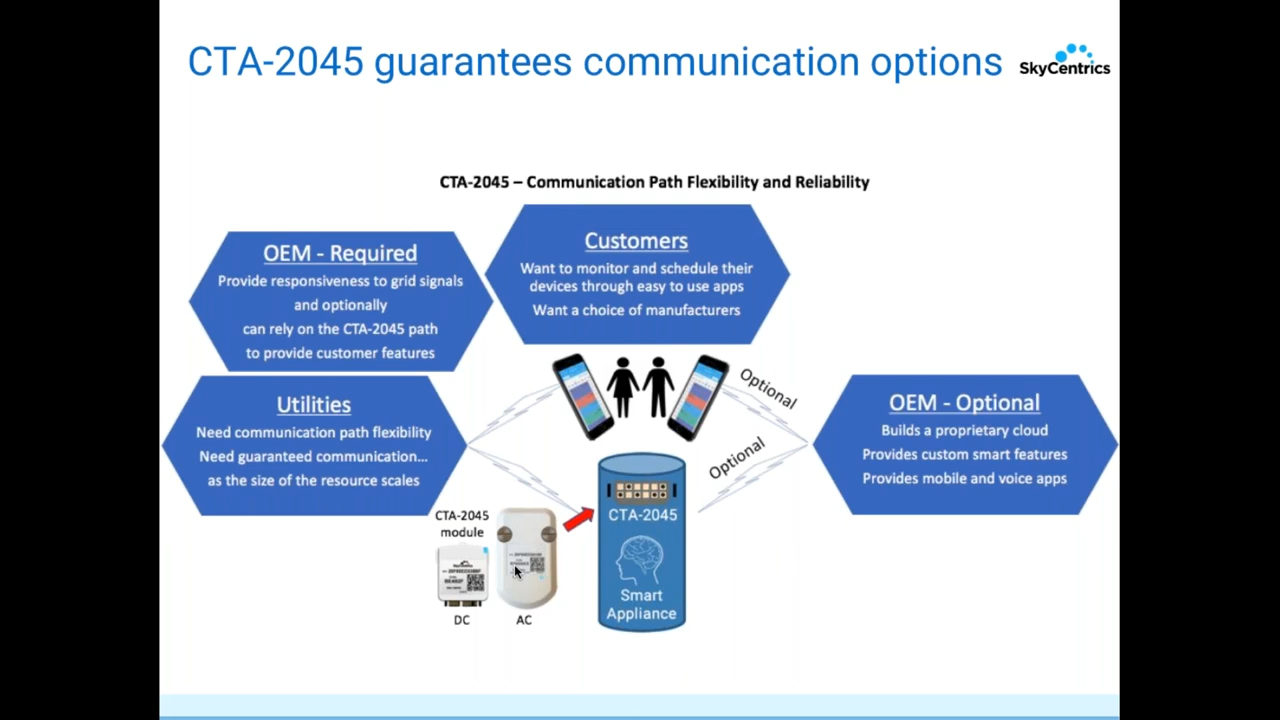 CTA-2045 guarantees communication options
SkyCentrics
CTA-2045 – Communication Path Flexibility and Reliability
OEM - Required
Provide responsiveness to grid signals
and optionally
can rely on the CTA-2045 path
to provide customer features
Customers
Want to monitor and schedule their
devices through easy to use apps
Want a choice of manufacturers
Utilities
Need communication path flexibility
Need guaranteed communication...
as the size of the resource scales
Optional
Optional
OEM - Optional
Builds a proprietary cloud
Provides custom smart features
Provides mobile and voice apps
CTA-2045
module
SkyCentrics
DC
AC
CTA-2045
Smart
Appliance